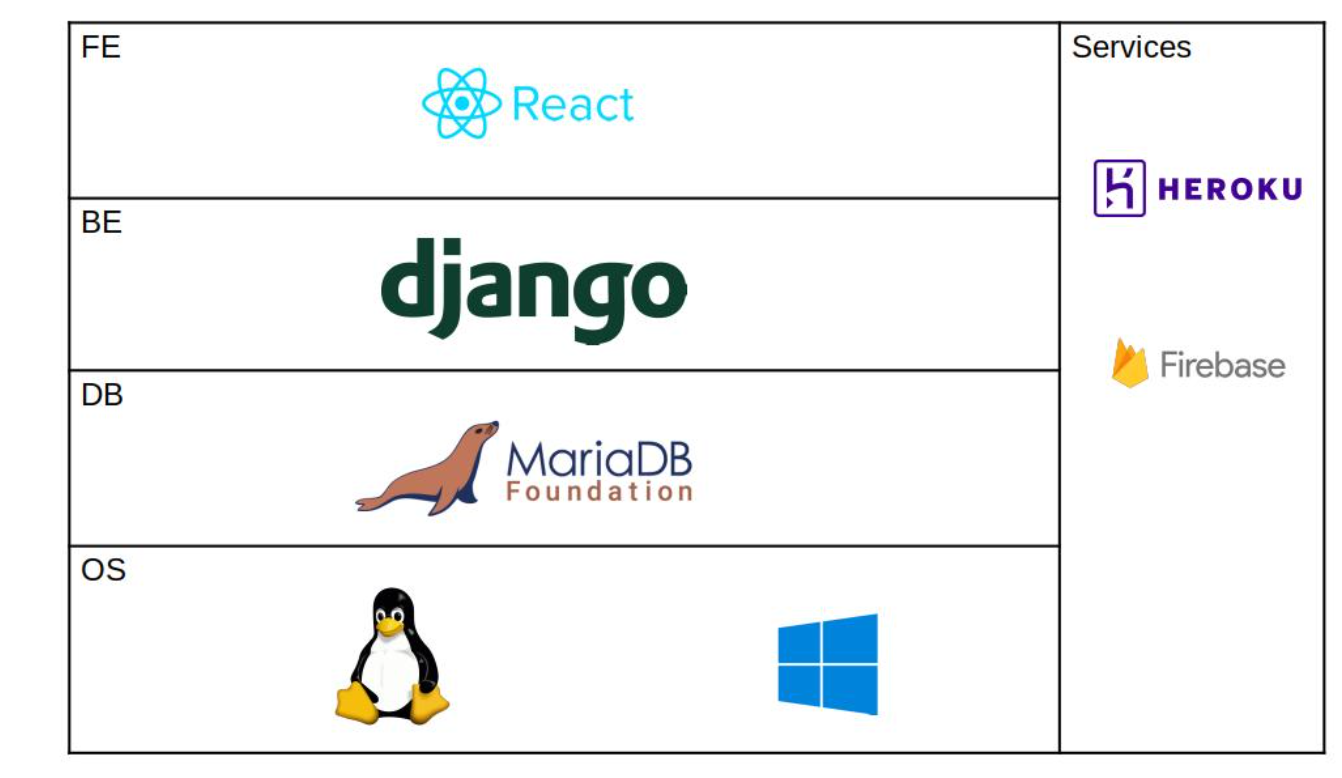 FE
React
BE
django
DB
MariaDB
Foundation
OS
Services
HEROKU
Firebase